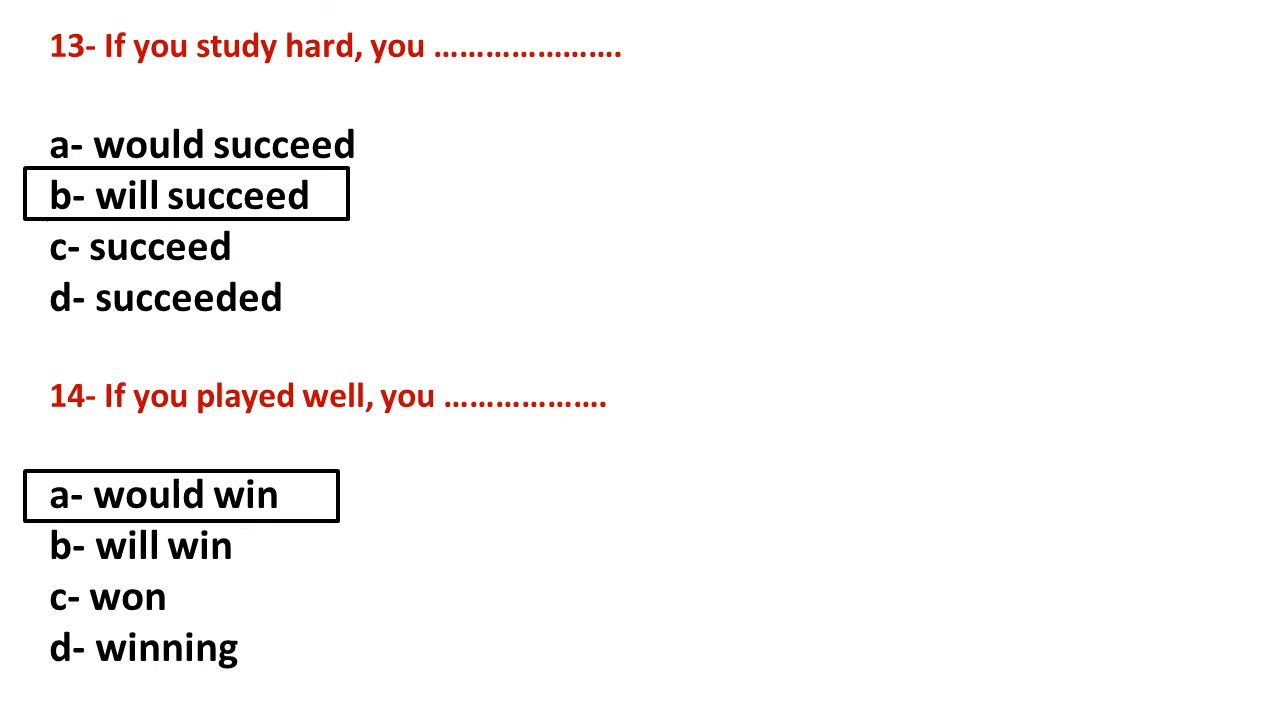 13- If you study hard, you ………………….
a- would succeed
b- will succeed
c- succeed
d- succeeded
14- If you played well, you ……………….
a- would win
b- will win
c- won
d- winning